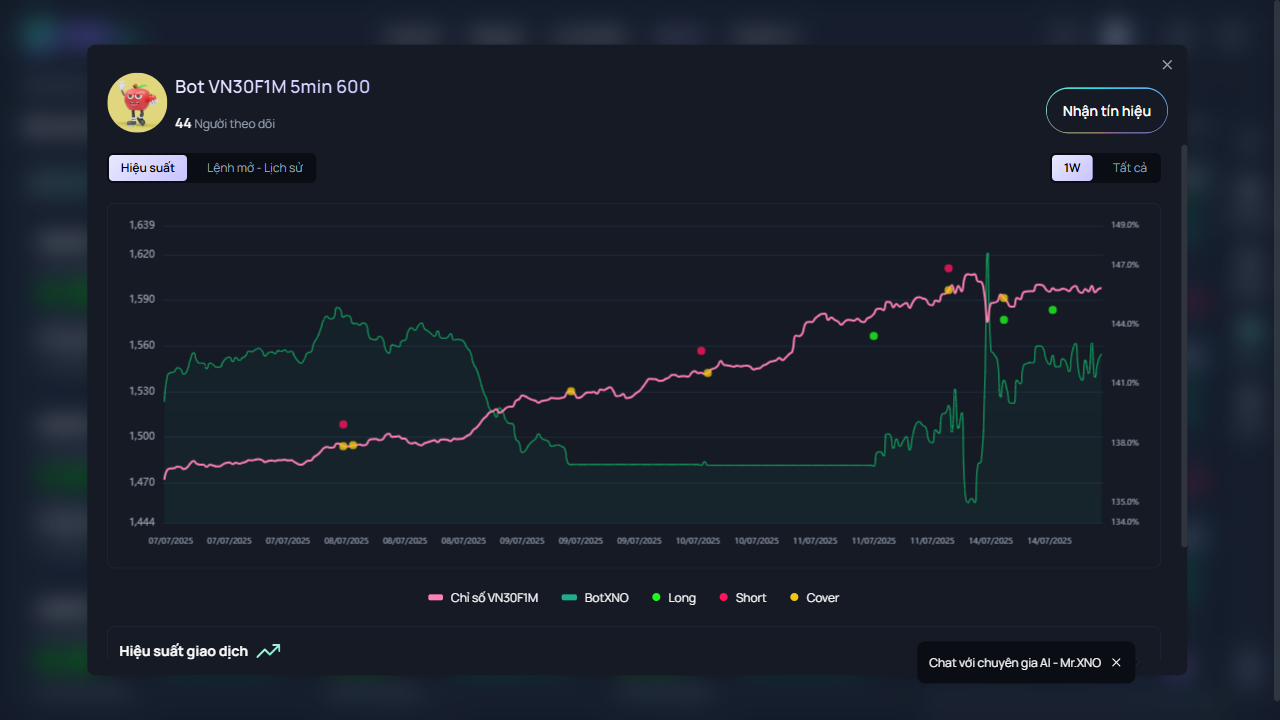 Bot VN30F1M 5min 600
44 Người theo dõi
Nhận tín hiệu
Hiệu suất
Lệnh mở - Lịch sử
1W
Tất cả
1,639
1,620
1,590
1,560
1,530
1,500
1,470
1,444
149.0%
147.0%
144.0%
141.0%
138.0%
135.0%
134.0%
07/07/2025 07/07/2025 07/07/2025 08/07/2025 08/07/2025 08/07/2025 09/07/2025 09/07/2025 09/07/2025 10/07/2025 10/07/2025 11/07/2025 11/07/2025 11/07/2025 14/07/2025 14/07/2025
Chỉ số VN30F1M BotXNO Long Short Cover
Hiệu suất giao dịch
Chat với chuyên gia AI - Mr.XNO